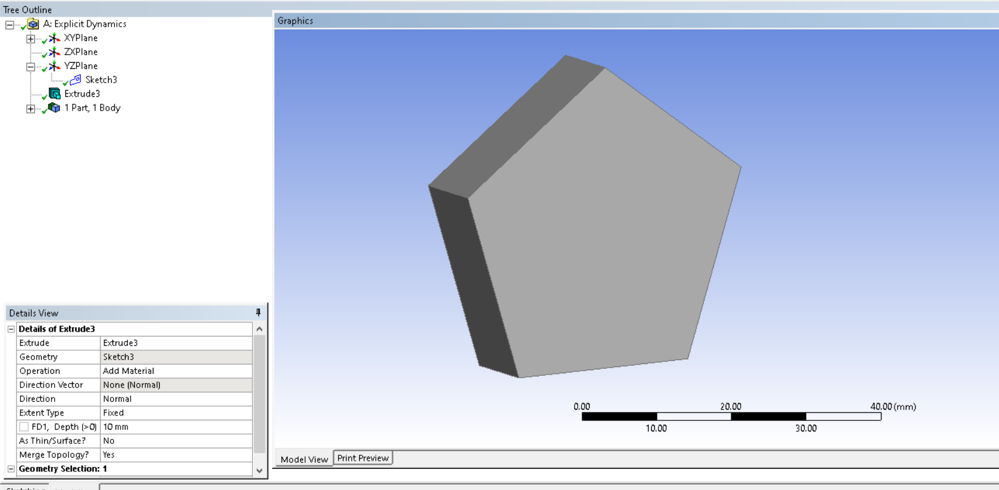 Tree Outline
A: Explicit Dynamics
XYPlane
ZXPlane
YZPlane
Sketch3
Extrude3
1 Part, 1 Body
Details View
Details of Extrude3
Extrude Extrude3
Geometry Sketch3
Operation Add Material
Direction Vector None (Normal)
Direction Normal
Extent Type Fixed
FD1, Depth (>0) 10 mm
As Thin/Surface? No
Merge Topology? Yes
Geometry Selection: 1
Graphics
0.00 20.00 40.00 (mm)
10.00 30.00
Model View Print Preview